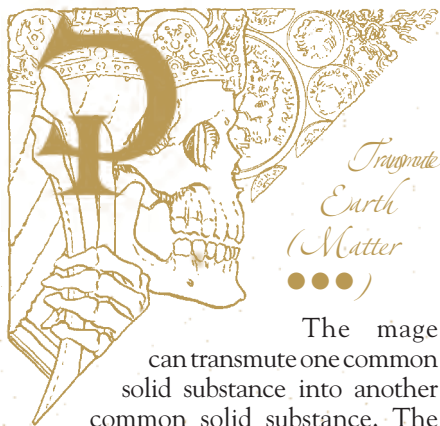 Transmute
Earth
(Matter
●●●)
The mage
can transmute one common
solid substance into another
common solid substance. The